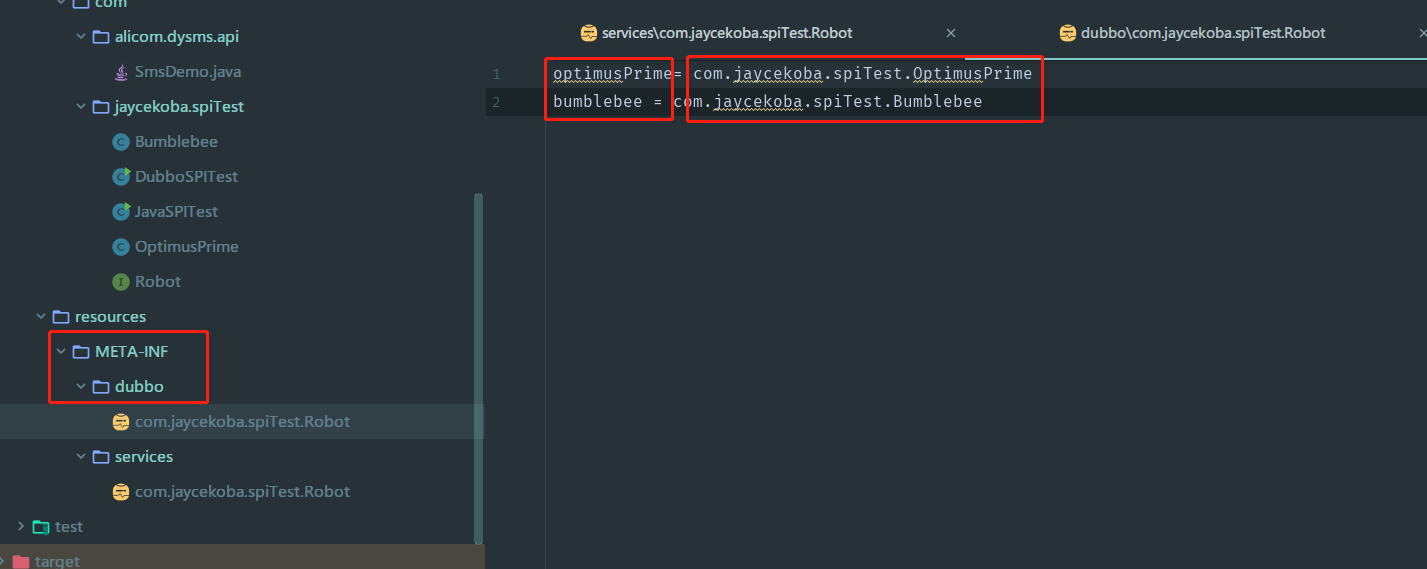 com
alicom.dysms.api
SmsDemo.java
jaycekoba.spiTest
Bumblebee
DubboSPITest
JavaSPITest
OptimusPrime
Robot
resources
META-INF
dubbo
com.jaycekoba.spiTest.Robot
services
com.jaycekoba.spiTest.Robot
test
target
services\com.jaycekoba.spiTest.Robot
dubbo\com.jaycekoba.spiTest.Robot
1 optimusPrime= com.jaycekoba.spiTest.OptimusPrime
2 bumblebee = com.jaycekoba.spiTest.Bumblebee